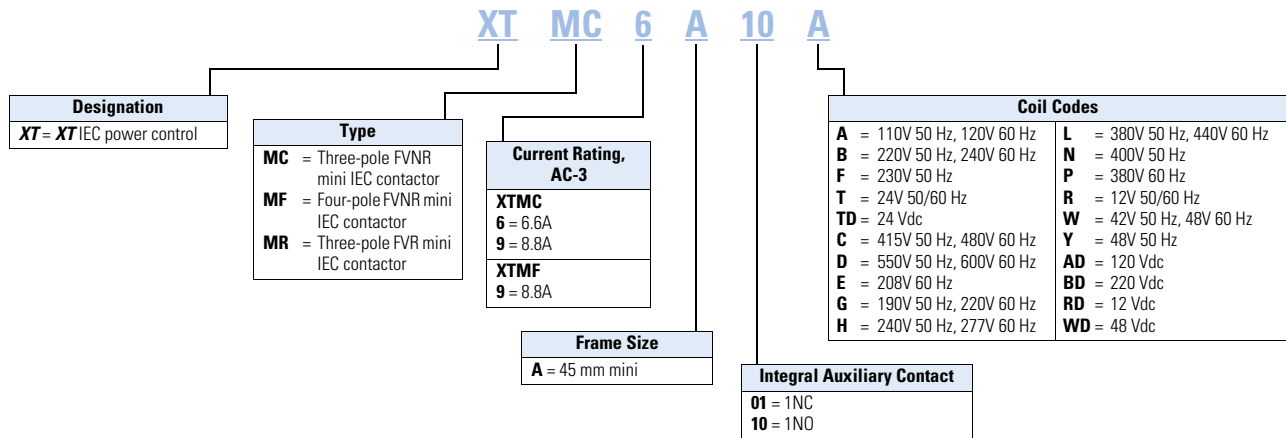 XT MC 6 A 10 A
Designation
XT = XT IEC power control
Type
MC = Three-pole FVNR
mini IEC contactor
MF = Four-pole FVNR mini
IEC contactor
MR = Three-pole FVR mini
IEC contactor
Current Rating,
AC-3
XTMC
6 = 6.6A
9 = 8.8A
XTMF
9 = 8.8A
Frame Size
A = 45 mm mini
Integral Auxiliary Contact
01 = 1NC
10 = 1NO
Coil Codes
A = 110V 50 Hz, 120V 60 Hz
B = 220V 50 Hz, 240V 60 Hz
F = 230V 50 Hz
T = 24V 50/60 Hz
TD = 24 Vdc
C = 415V 50 Hz, 480V 60 Hz
D = 550V 50 Hz, 600V 60 Hz
E = 208V 60 Hz
G = 190V 50 Hz, 220V 60 Hz
H = 240V 50 Hz, 277V 60 Hz
L = 380V 50 Hz, 440V 60 Hz
N = 400V 50 Hz
P = 380V 60 Hz
R = 12V 50/60 Hz
W = 42V 50 Hz, 48V 60 Hz
Y = 48V 50 Hz
AD = 120 Vdc
BD = 220 Vdc
RD = 12 Vdc
WD = 48 Vdc